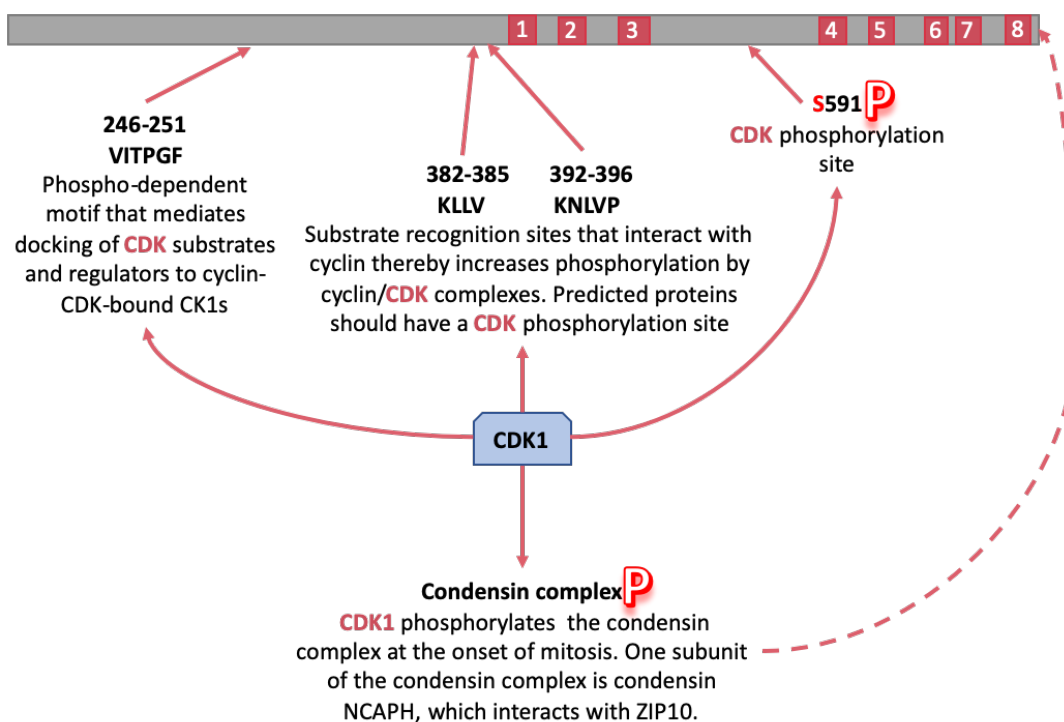 1 2 3 4 5 6 7 8
246-251
VITPGF
Phospho-dependent
motif that mediates
docking of CDK substrates
and regulators to cyclin-
CDK-bound CK1s
382-385 392-396
KLLV KNLVP
Substrate recognition sites that interact with
cyclin thereby increases phosphorylation by
cyclin/CDK complexes. Predicted proteins
should have a CDK phosphorylation site
S591 P
CDK phosphorylation
site
CDK1
Condensin complex P
CDK1 phosphorylates the condensin
complex at the onset of mitosis. One subunit
of the condensin complex is condensin
NCAPH, which interacts with ZIP10.